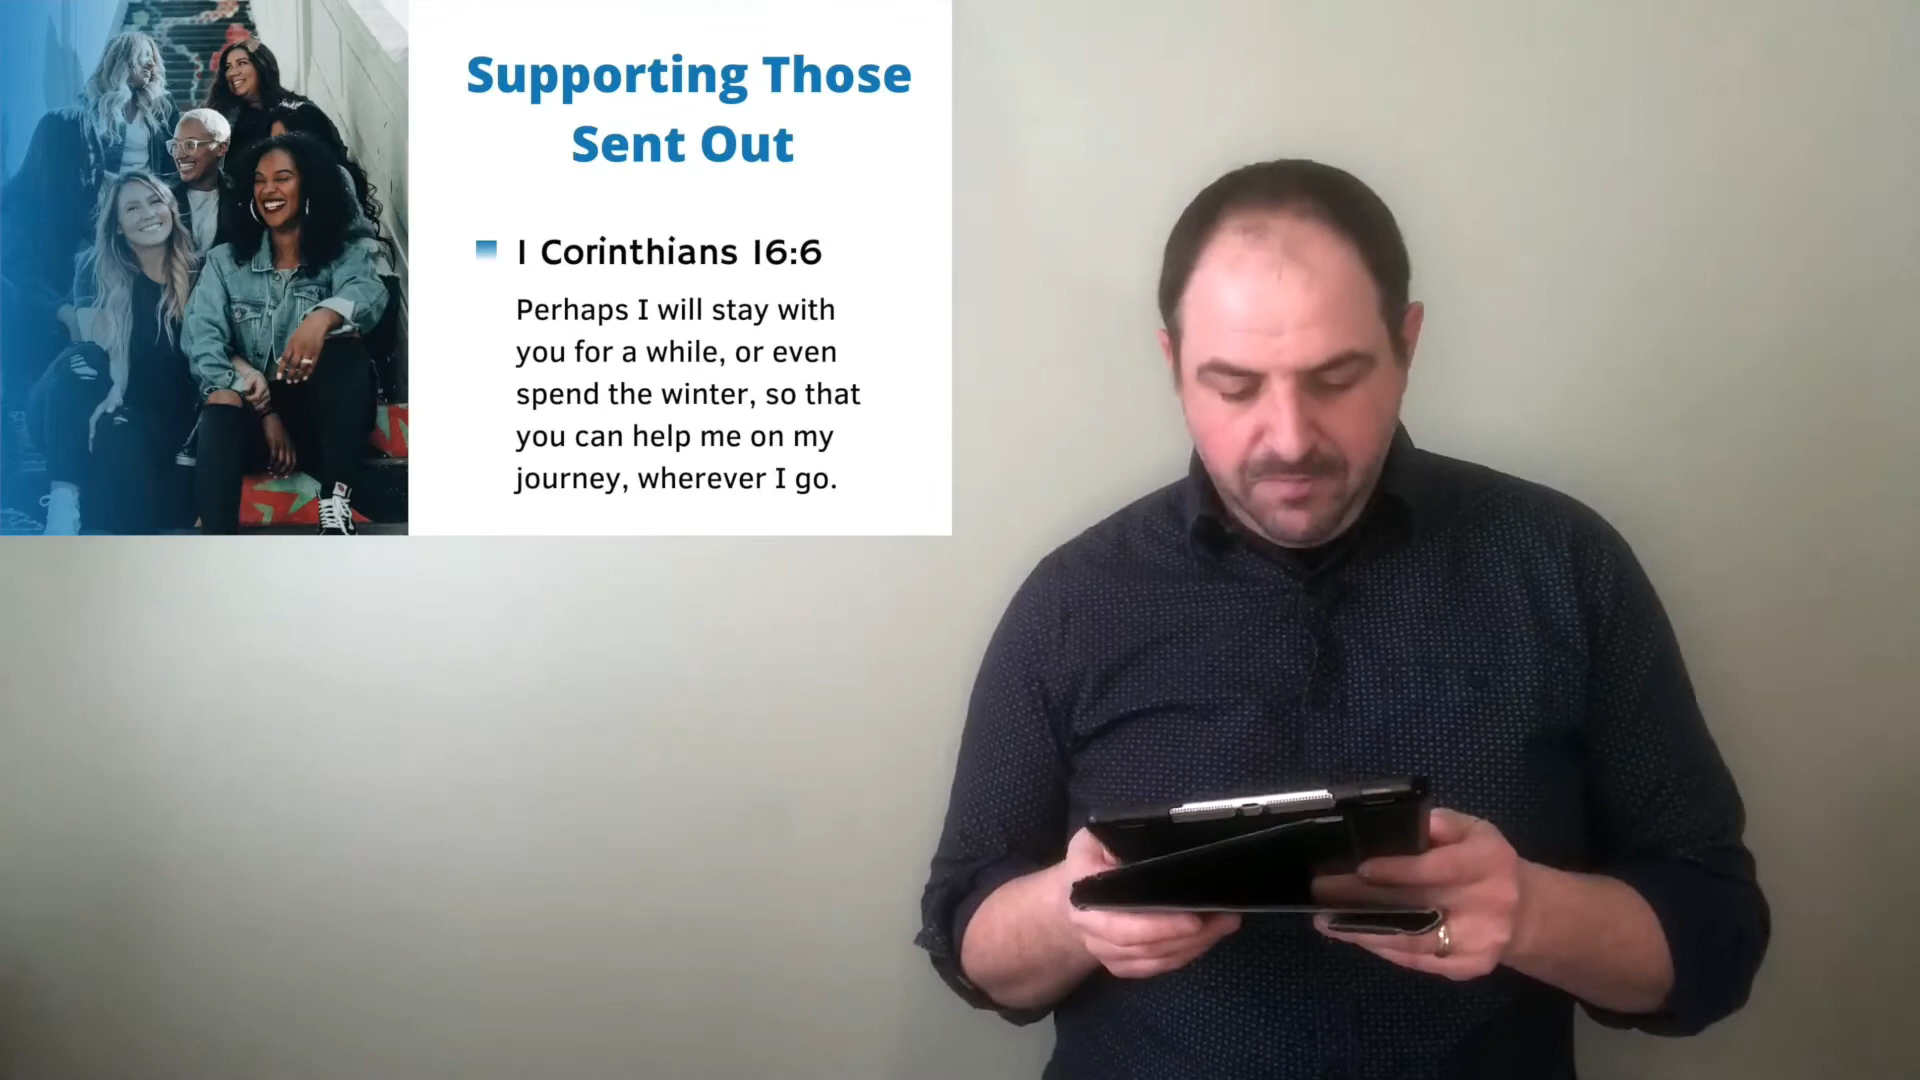 Supporting Those
Sent Out
1 Corinthians 16:6
Perhaps I will stay with
you for a while, or even
spend the winter, so that
you can help me on my
journey, wherever I go.